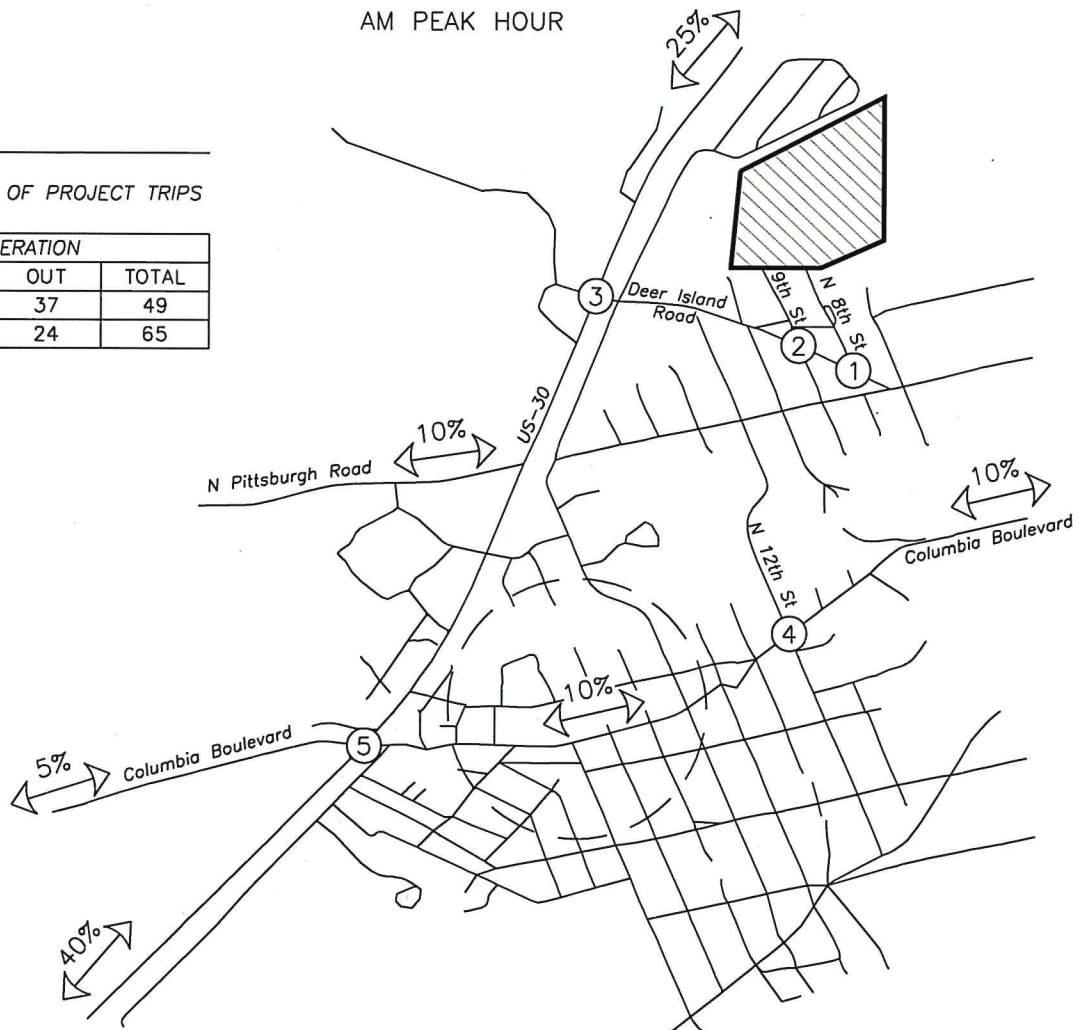 AM PEAK HOUR
25%
OF PROJECT TRIPS
ERATION
OUT TOTAL
37 49
24 65
3
Deer Island
Road
9th St
N 8th St
2
1
US-30
10%
N Pittsburgh Road
10%
Columbia Boulevard
N 12th St
4
10%
5
Columbia Boulevard
5%
40%